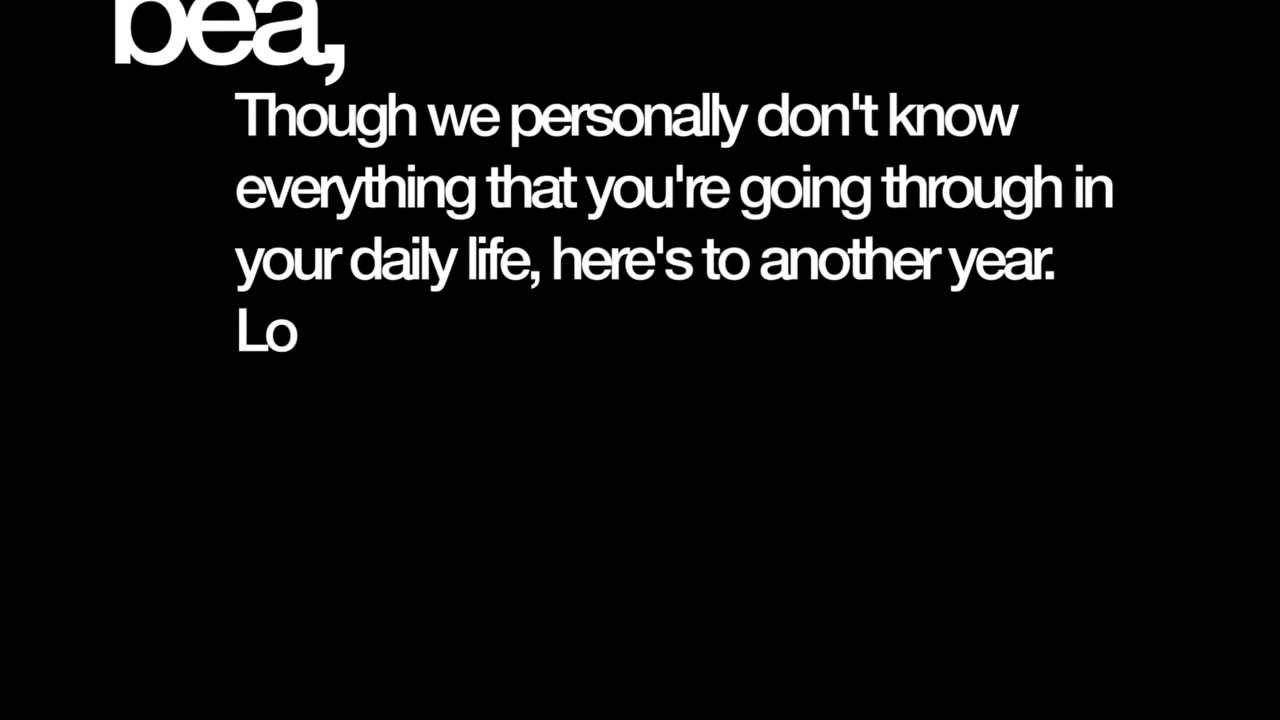 bea,
Though we personally don't know
everything that you're going through in
your daily life, here's to another year.
Lo